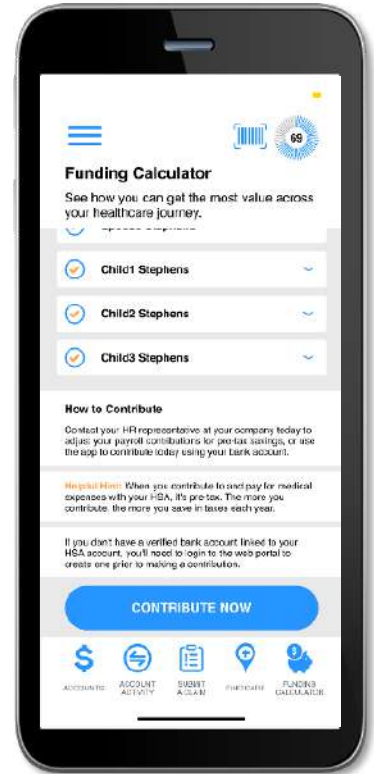 69
Funding Calculator
See how you can get the most value across
your healthcare journey.
Child1 Stephens
Child2 Stephens
Child3 Stephens
How to Contribute
Contact your HR representative at your company today to
adjust your payroll contributions for pre-tax savings, or use
the app to contribute today using your bank account.
Helpful Hint: When you contribute to and pay for medical
expenses with your HSA, it's pre-tax. The more you
contribute, the more you save in taxes each year.
If you don't have a verified bank account linked to your
HSA account, you'll need to login to the web portal to
create one prior to making a contribution.
CONTRIBUTE NOW
ACCOUNTS
ACCOUNT
ACTIVITY
SUBMIT
A CLAIM
FIND CARE
FUNDING
CALCULATOR